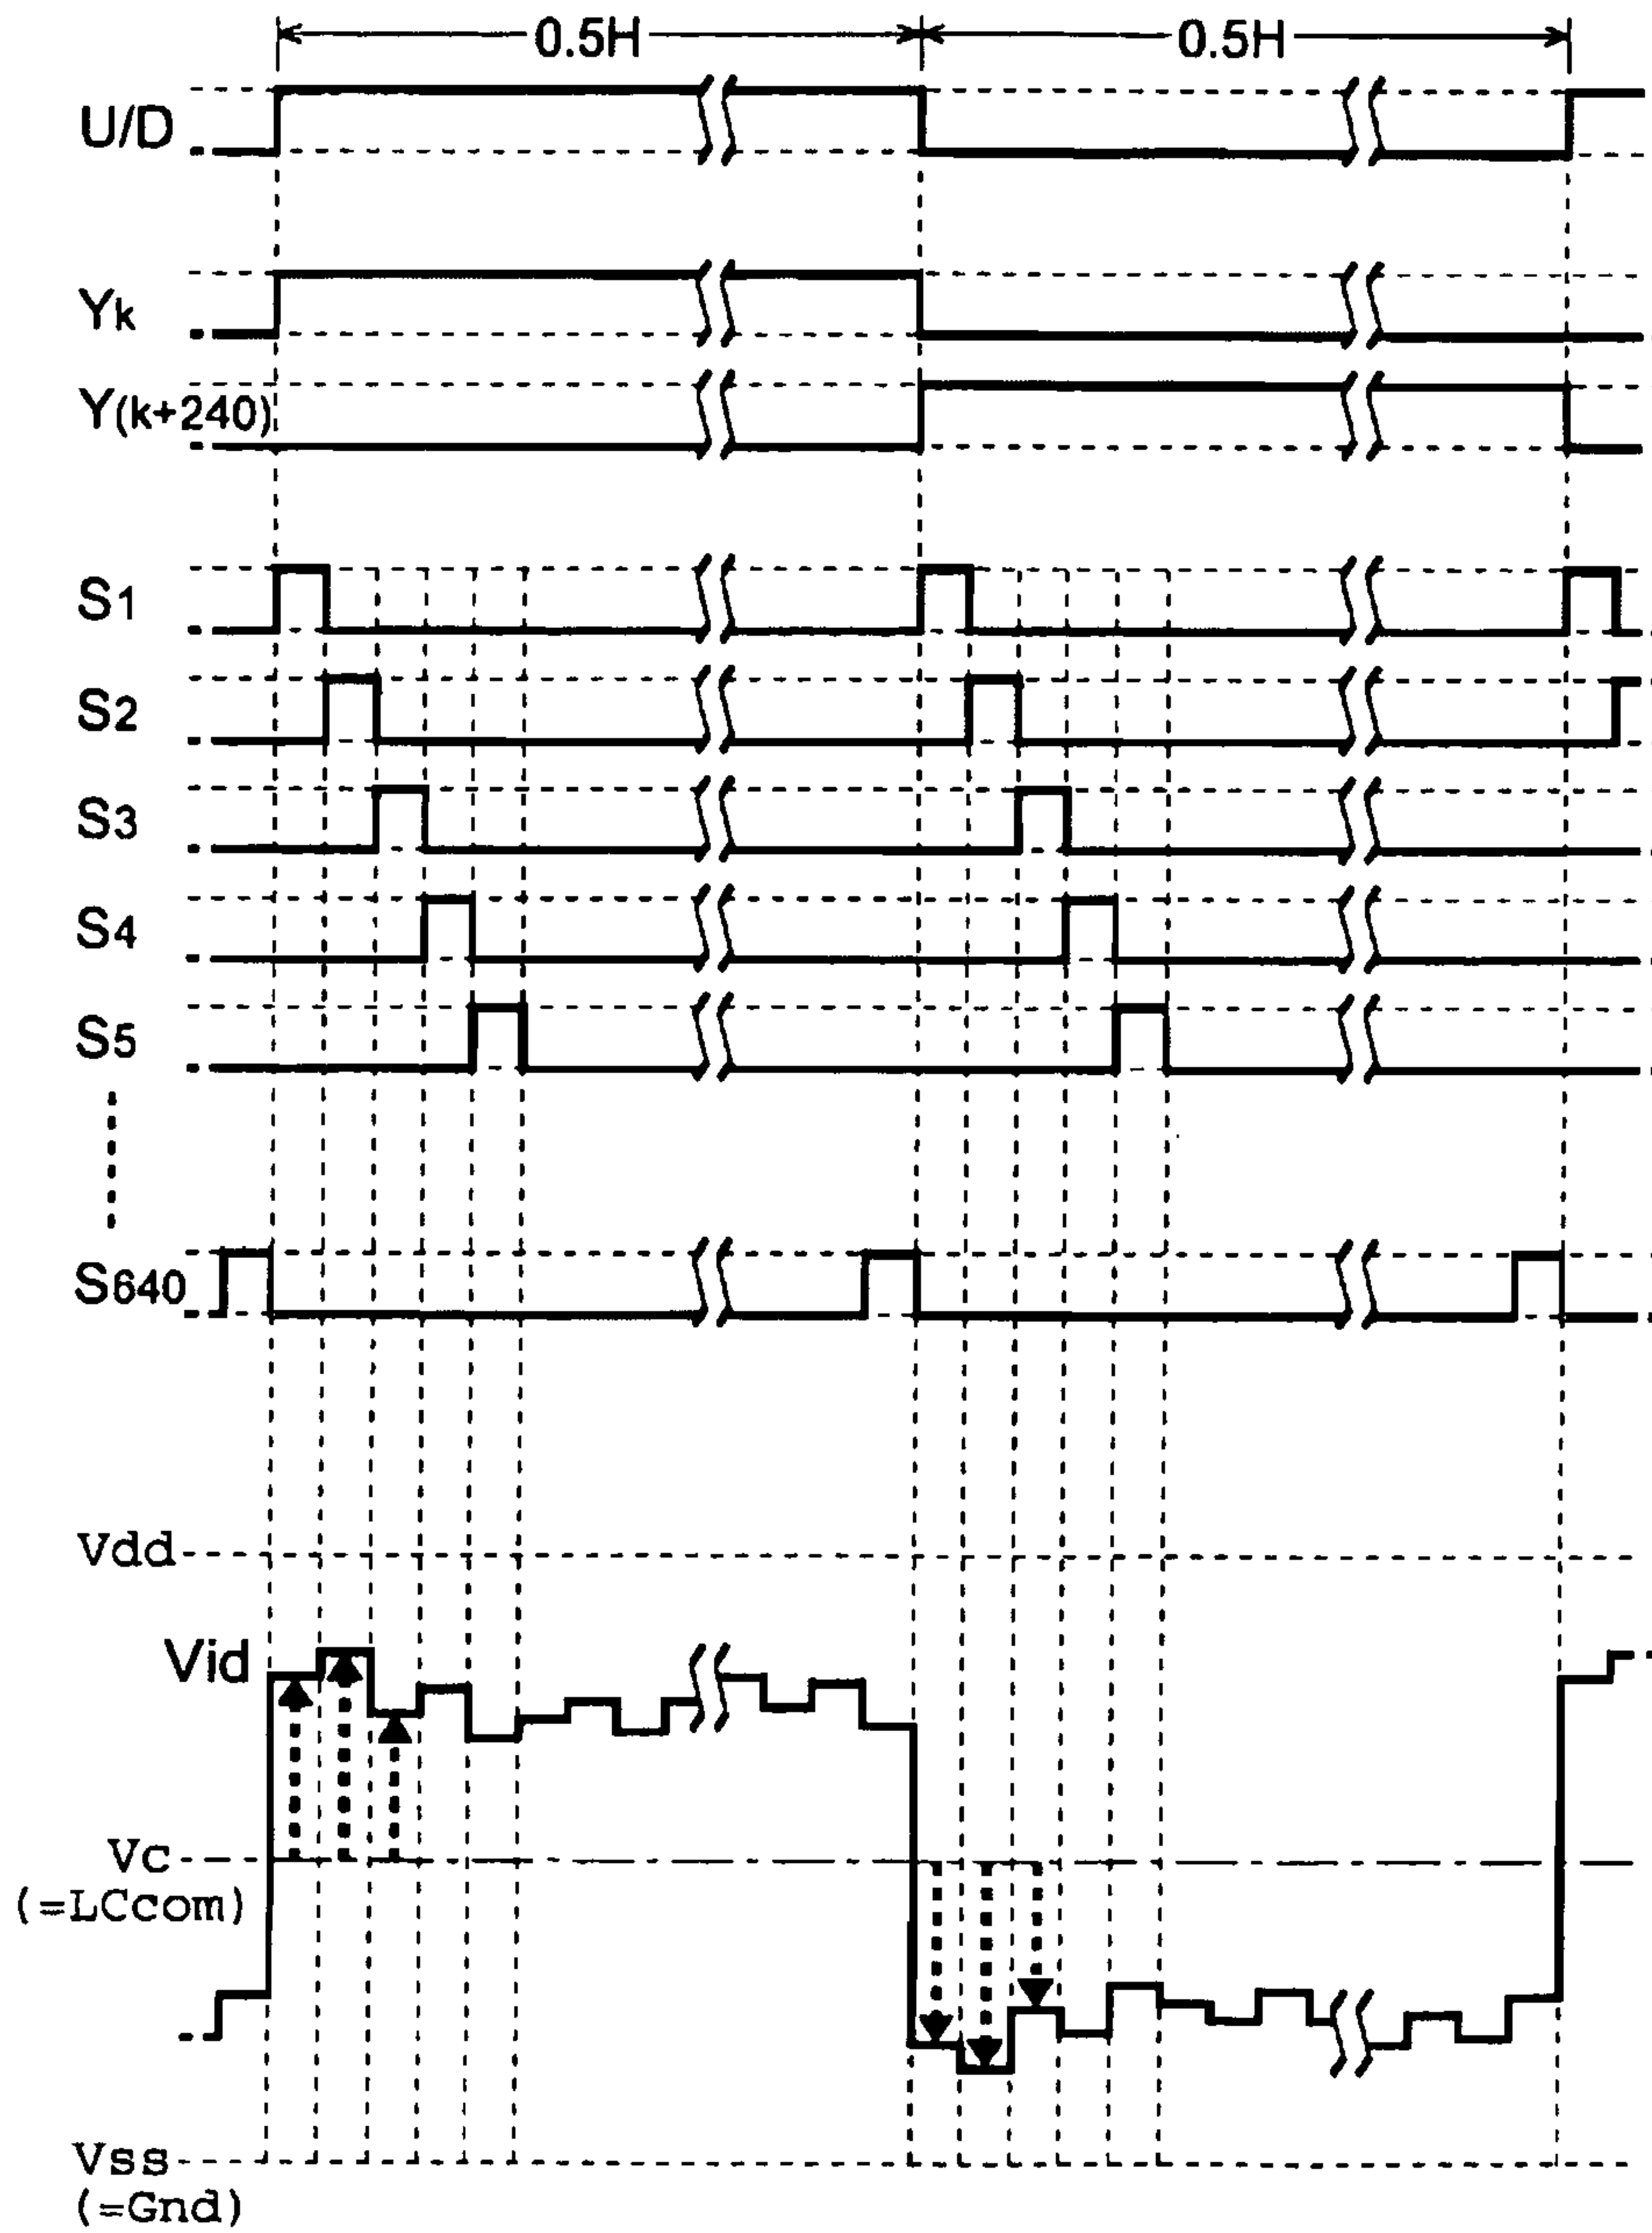 0.5H 0.5H
U/D
Yk
Y(k+240)
S1
S2
S3
S4
S5
S640
Vdd
Vid
Vc
(=LCcom)
Vss
(=Gnd)